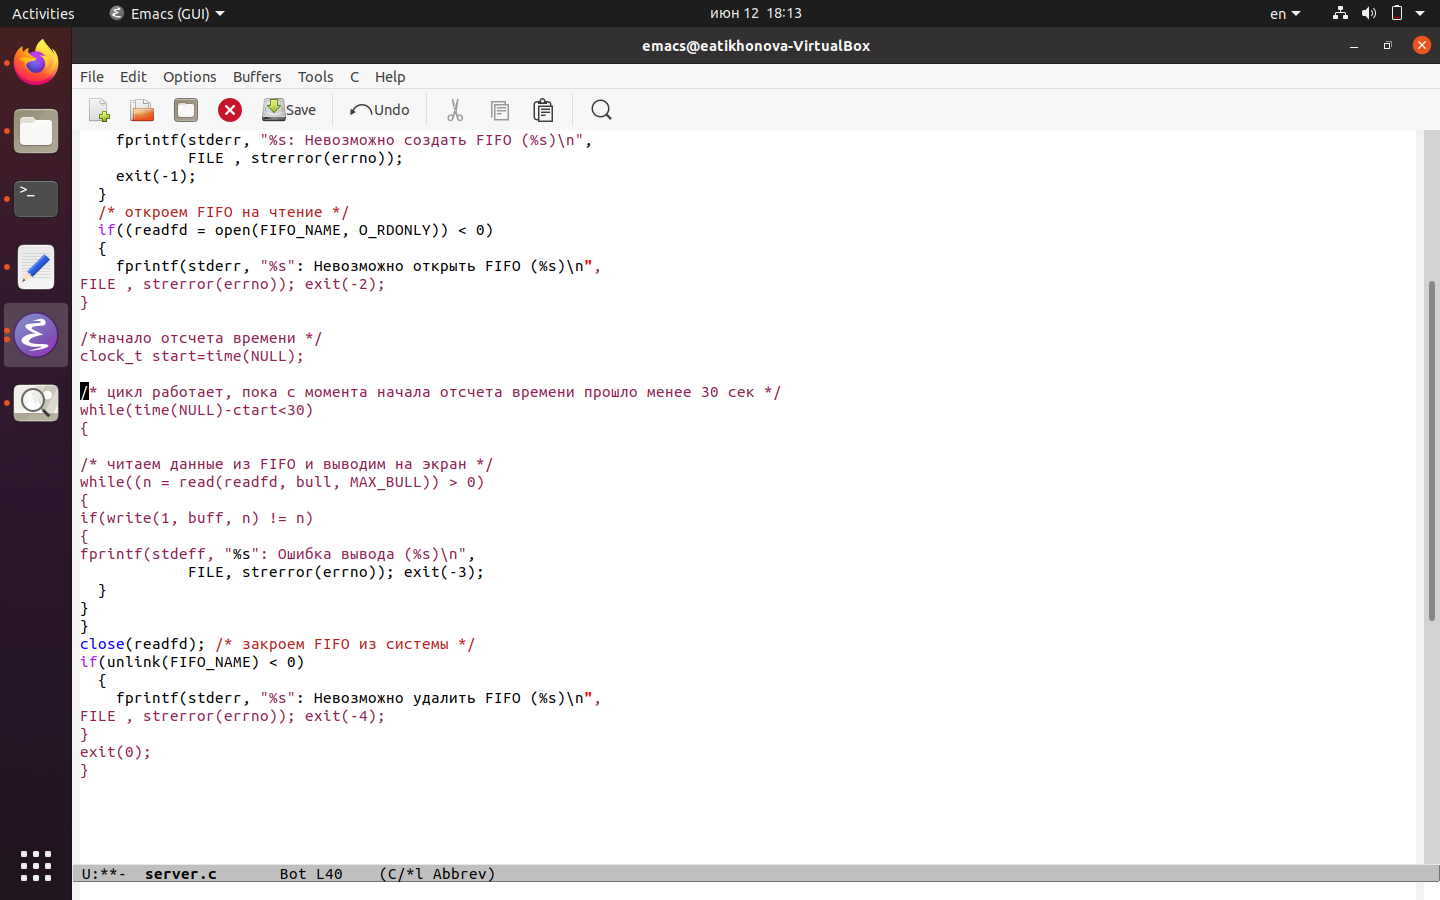 Activities Emacs (GUI) июн 12 18:13 en
emacs@eatikhonova-VirtualBox
File Edit Options Buffers Tools C Help
Save Undo
fprintf(stderr, "%s: Невозможно создать FIFO (%s)\n",
FILE , strerror(errno));
exit(-1);
}
/* откроем FIFO на чтение */
if((readfd = open(FIFO_NAME, O_RDONLY)) < 0)
{
fprintf(stderr, "%s": Невозможно открыть FIFO (%s)\n",
FILE , strerror(errno)); exit(-2);
}
/*начало отсчета времени */
clock_t start=time(NULL);
/* цикл работает, пока с момента начала отсчета времени прошло менее 30 сек */
while(time(NULL)-ctart<30)
{
/* читаем данные из FIFO и выводим на экран */
while((n = read(readfd, bull, MAX_BULL)) > 0)
{
if(write(1, buff, n) != n)
{
fprintf(stdeff, "%s": Ошибка вывода (%s)\n",
FILE, strerror(errno)); exit(-3);
}
}
}
close(readfd); /* закроем FIFO из системы */
if(unlink(FIFO_NAME) < 0)
{
fprintf(stderr, "%s": Невозможно удалить FIFO (%s)\n",
FILE , strerror(errno)); exit(-4);
}
exit(0);
}
U:**- server.c Bot L40 (C/*l Abbrev)